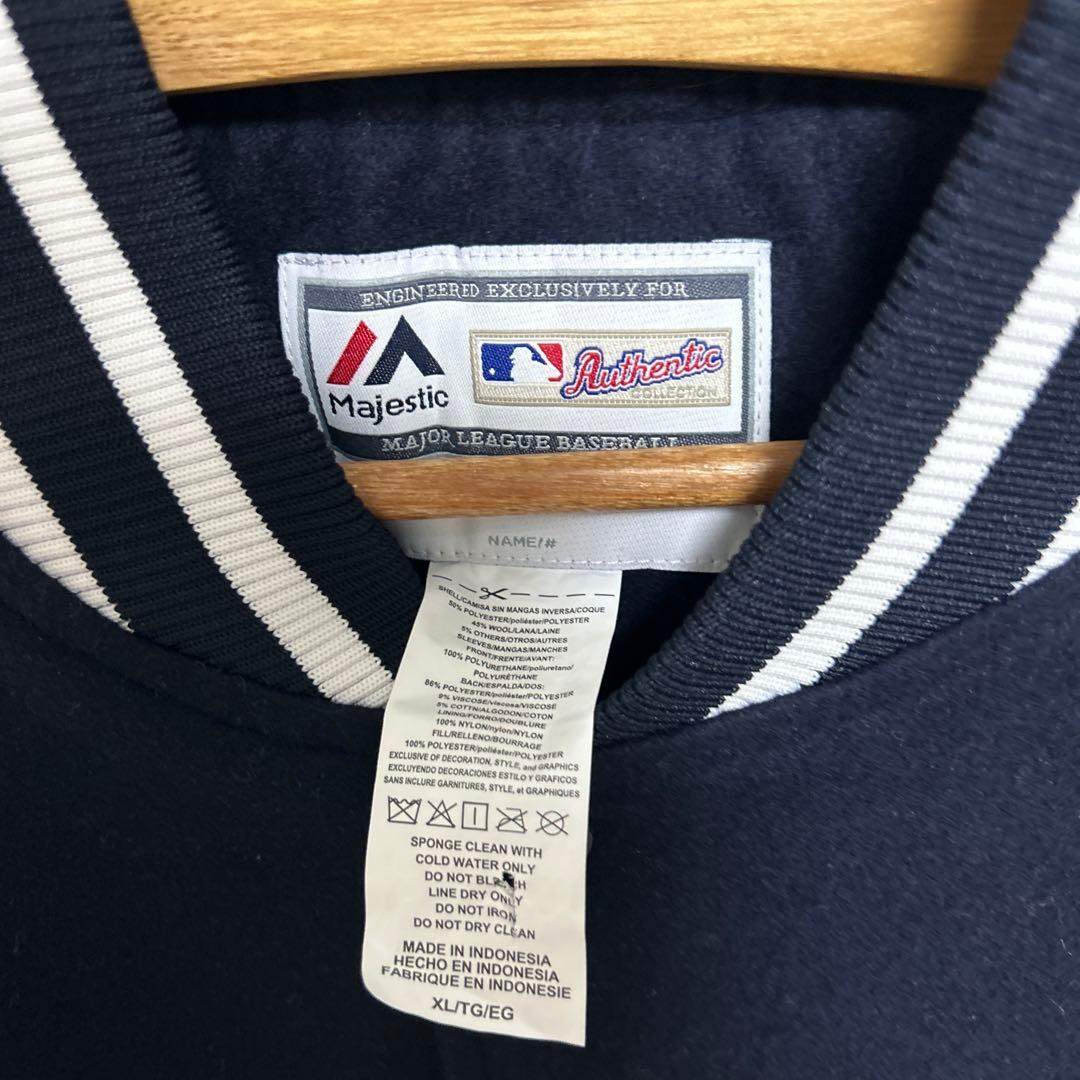 ENGINEERED EXCLUSIVELY FOR
Majestic
Authentic
COLLECTION
MAJOR LEAGUE BASEBALL
NAME/#
SHELL/CAMISA SIN MANGAS INVERSA/COQUE
50% POLYESTER/poliéster/POLYESTER
45% WOOL/LANA/LAINE
5% OTHERS/OTROS/AUTRES
SLEEVES/MANGAS/MANCHES
FRONT/FRENTE/AVANT:
100% POLYURETHANE/poliuretano/
POLYURÉTHANE
BACK/ESPALDA/DOS:
86% POLYESTER/poliéster/POLYESTER
9% VISCOSE/viscosa/VISCOSE
5% COTTN/ALGODON/COTON
LINING/FORRO/DOUBLURE
100% NYLON/nylon/NYLON
FILL/RELLENO/BOURRAGE
100% POLYESTER/poliéster/POLYESTER
EXCLUSIVE OF DECORATION, STYLE, and GRAPHICS
EXCLUYENDO DECORACIONES ESTILO Y GRAFICOS
SANS INCLURE GARNITURES, STYLE, et GRAPHIQUES
SPONGE CLEAN WITH
COLD WATER ONLY
DO NOT BLEACH
LINE DRY ONLY
DO NOT IRON
DO NOT DRY CLEAN
MADE IN INDONESIA
HECHO EN INDONESIA
FABRIQUE EN INDONESIE
XL/TG/EG